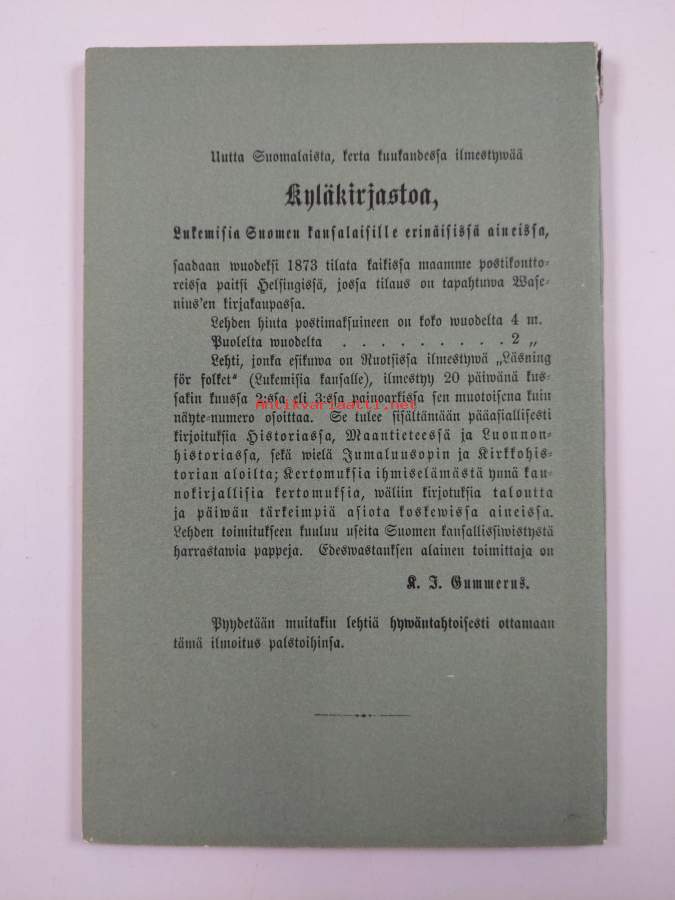 Uutta Suomalaista, kerta kuukaudessa ilmestywää
Kyläkirjastoa,
Lukemisia Suomen kansalaisille erinäisissä aineissa,
saadaan wuodeksi 1873 tilata kaikissa maamme postikontto-
reissa paitsi Helsingissä, jossa tilaus on tapahtuwa Wase-
nius'en kirjakaupassa.
Lehden hinta postimaksuineen on koko wuodelta 4 m.
Puolelta wuodelta . . . . . . . . . 2 „
Lehti, jonka esikuwa on Ruotsissa ilmestywä „Läsning
för folket" (Lukemisia kansalle), ilmestyy 20 päiwänä kus-
sakin kuussa 2:ssa eli 3:ssa painoarkissa sen muotoisena kuin
Antikvariaatti.net
näyte-numero osoittaa. Se tulee sisältämään pääasiallisesti
kirjoituksia Historiassa, Maantieteessä ja Luonnon-
historiassa, sekä wielä Jumaluusopin ja Kirkkohis-
torian aloilta; Kertomuksia ihmiselämästä ynnä kau-
nokirjallisia kertomuksia, wäliin kirjotuksia taloutta
ja päiwän tärkeimpiä asiota koskewissa aineissa.
Lehden toimitukseen kuuluu useita Suomen kansallissiwistystä
harrastawia pappeja. Edeswastauksen alainen toimittaja on
K. J. Gummerus.
Pyydetään muitakin lehtiä hywäntahtoisesti ottamaan
tämä ilmoitus palstoihinsa.